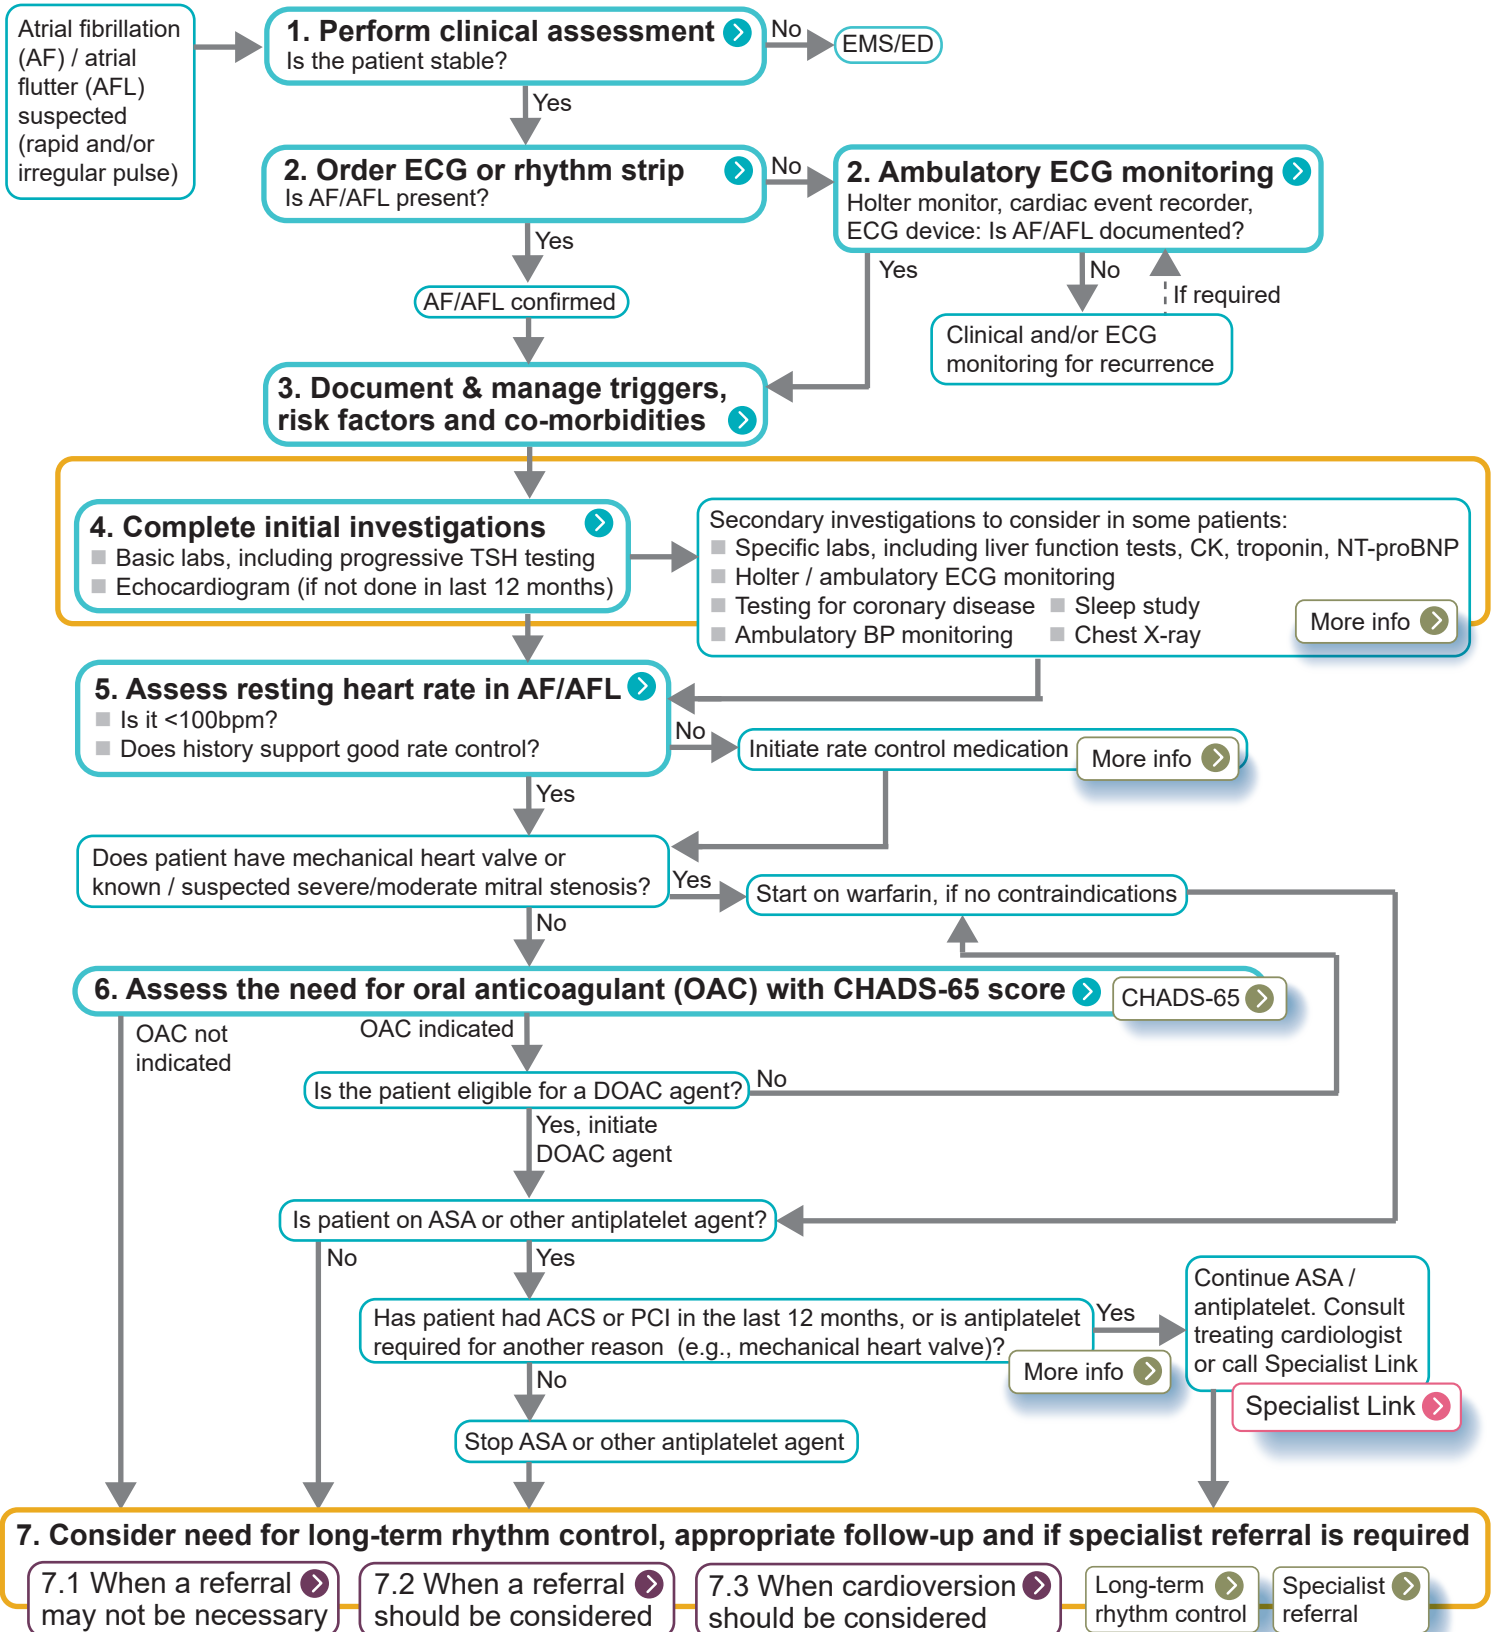 Atrial fibrillation
(AF) / atrial
flutter (AFL)
suspected
(rapid and/or
irregular pulse)
1. Perform clinical assessment
Is the patient stable?
No
EMS/ED
Yes
2. Order ECG or rhythm strip
Is AF/AFL present?
No
2. Ambulatory ECG monitoring
Holter monitor, cardiac event recorder,
ECG device: Is AF/AFL documented?
Yes
Yes
No
If required
AF/AFL confirmed
Clinical and/or ECG
monitoring for recurrence
3. Document & manage triggers,
risk factors and co-morbidities
4. Complete initial investigations
Basic labs, including progressive TSH testing
Echocardiogram (if not done in last 12 months)
Secondary investigations to consider in some patients:
Specific labs, including liver function tests, CK, troponin, NT-proBNP
Holter / ambulatory ECG monitoring
Testing for coronary disease
Sleep study
Ambulatory BP monitoring
Chest X-ray
More info
5. Assess resting heart rate in AF/AFL
Is it <100bpm?
Does history support good rate control?
No
Initiate rate control medication
More info
Yes
Does patient have mechanical heart valve or
known / suspected severe/moderate mitral stenosis?
Yes
Start on warfarin, if no contraindications
No
6. Assess the need for oral anticoagulant (OAC) with CHADS-65 score
CHADS-65
OAC not
indicated
OAC indicated
Is the patient eligible for a DOAC agent?
No
Yes, initiate
DOAC agent
Is patient on ASA or other antiplatelet agent?
No
Yes
Has patient had ACS or PCI in the last 12 months, or is antiplatelet
required for another reason (e.g., mechanical heart valve)?
More info
Yes
Continue ASA /
antiplatelet. Consult
treating cardiologist
or call Specialist Link
Specialist Link
No
Stop ASA or other antiplatelet agent
7. Consider need for long-term rhythm control, appropriate follow-up and if specialist referral is required
7.1 When a referral
may not be necessary
7.2 When a referral
should be considered
7.3 When cardioversion
should be considered
Long-term
rhythm control
Specialist
referral